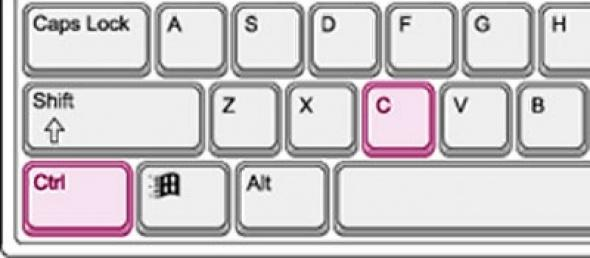 Caps Lock A S D F G H
Shift Z X C V B
Ctrl Alt